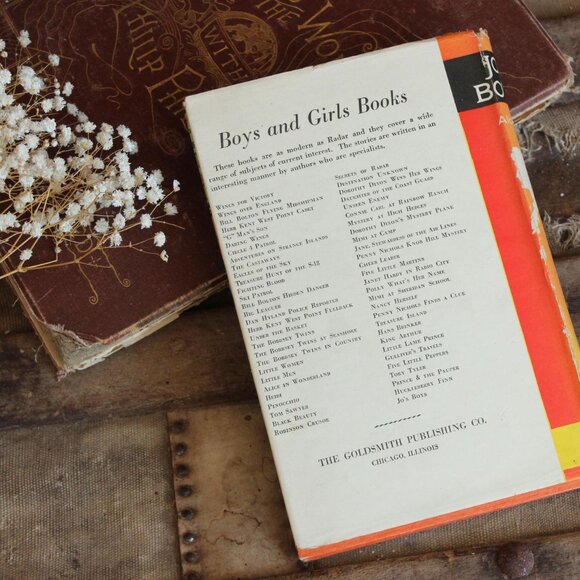 PHILIP
THE WO
WITH
JO
BO
Boys and Girls Books
These books are as modern as Radar and they cover a wide
range of subjects of current interest. The stories are written in an
interesting manner by authors who are specialists.
Wings for Victory
Wings over England
Bill Bolton Flying Midshipman
Herb Kent West Point Cadet
"G" Man's Son
Daring Wings
Circle 4 Patrol
Adventures on Strange Islands
The Castaways
Eagles of the Sky
Treasure Hunt of the S-18
Fighting Blood
Ski Patrol
Bill Bolton Hidden Danger
Big Leaguer
Dan Hyland Police Reporter
Herb Kent West Point Fullback
Under the Basket
The Bobbsey Twins
The Bobbsey Twins at Seashore
The Bobbsey Twins in Country
Little Women
Little Men
Alice in Wonderland
Heidi
Pinocchio
Tom Sawyer
Black Beauty
Robinson Crusoe
Secrets of Radar
Destination Unknown
Dorothy Dixon Wins Her Wings
Daughter of the Coast Guard
Unseen Enemy
Connie Carl at Rainbow Ranch
Mystery at High Hedges
Dorothy Dixon's Mystery Plane
Mimi at Camp
Jane, Stewardess of the Air Lines
Penny Nichols Knob Hill Mystery
Cheer Leader
Five Little Martins
Janet Hardy in Radio City
Polly What's Her Name
Mimi at Sheridan School
Nancy Herself
Penny Nichols Finds a Clue
Treasure Island
Hans Brinker
King Arthur
Little Lame Prince
Gulliver's Travels
Five Little Peppers
Toby Tyler
Prince & the Pauper
Huckleberry Finn
Jo's Boys
THE GOLDSMITH PUBLISHING CO.
CHICAGO, ILLINOIS